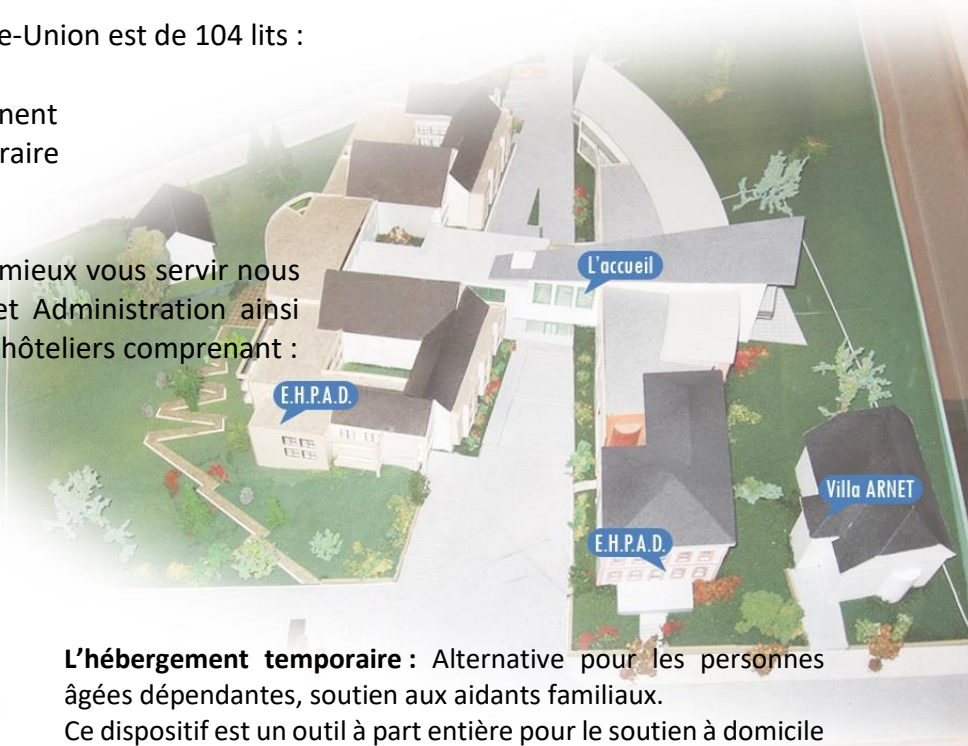 e-Union est de 104 lits :
nent
raire
mieux vous servir nous
et Administration ainsi
hôteliers comprenant :
L'accueil
E.H.P.A.D.
Villa ARNET
E.H.P.A.D.
L’hébergement temporaire : Alternative pour les personnes
âgées dépendantes, soutien aux aidants familiaux.
Ce dispositif est un outil à part entière pour le soutien à domicile